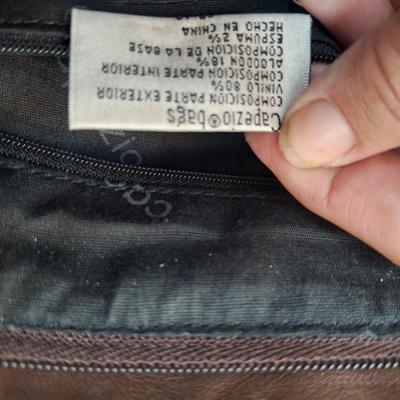 Capezio®bags
COMPOSICION PARTE EXTERIOR
VINILO 80%
COMPOSICION PARTE INTERIOR
ALGODON 18%
COMPOSICION DE LA BASE
ESPUMA 2%
HECHO EN CHINA
capezio